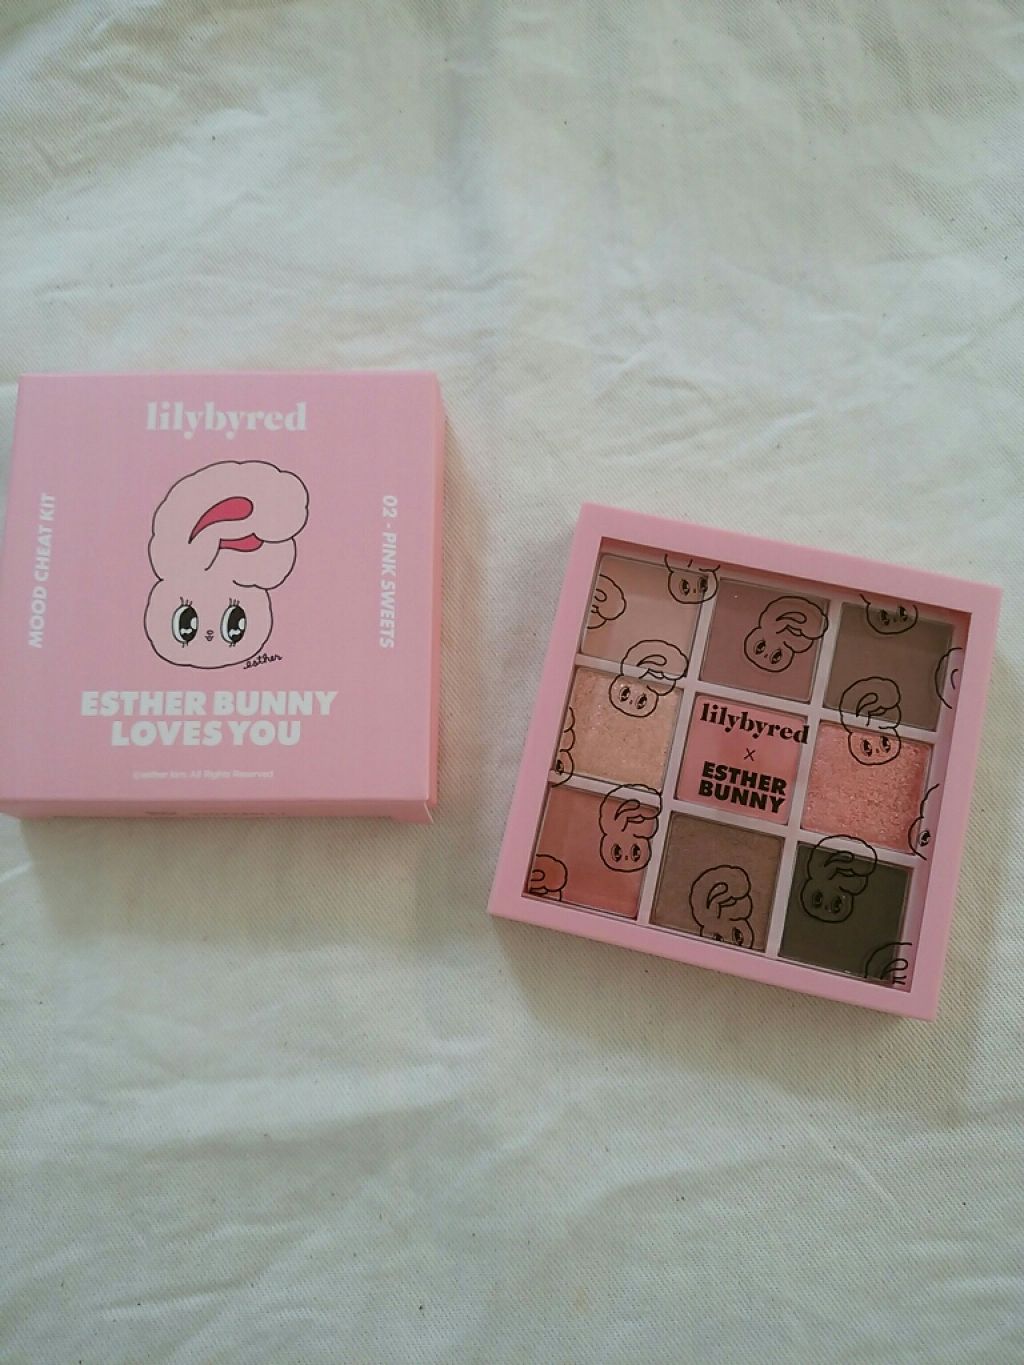 lilybyred
MOOD CHEAT KIT
02 - PINK SWEETS
esther
ESTHER BUNNY
LOVES YOU
©esther kim. All Rights Reserved
lilybyred
X
ESTHER
BUNNY